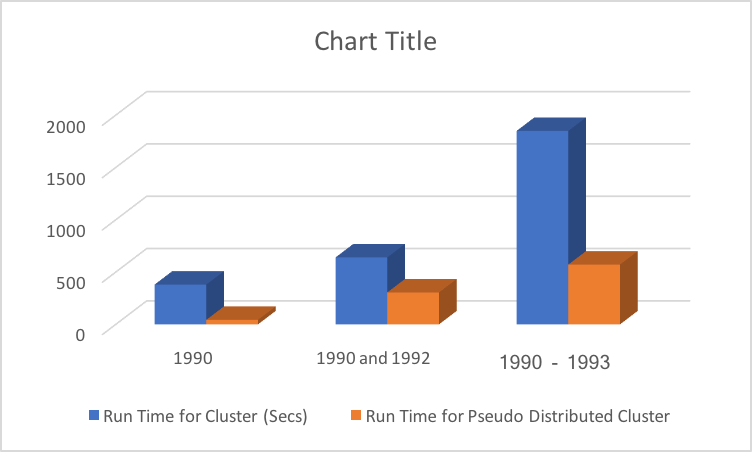 Chart Title
2000
1500
1000
500
0
1990
1990 and 1992
1990 - 1993
Run Time for Cluster (Secs)
Run Time for Pseudo Distributed Cluster